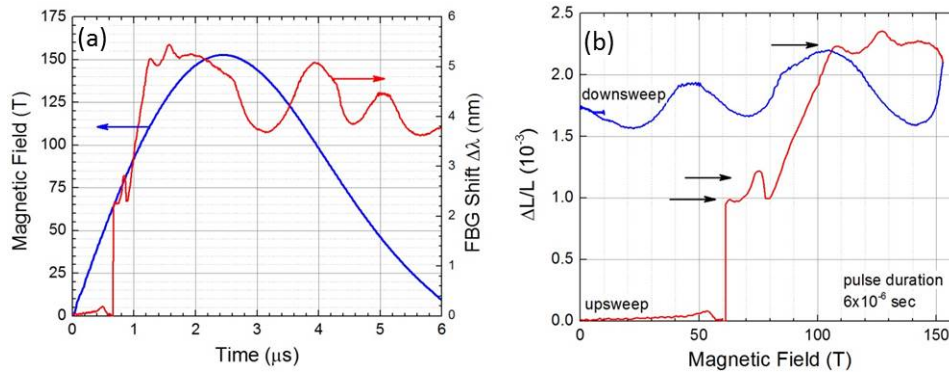 (a)
175
150
125
100
75
50
25
0
Magnetic Field (T)
0 1 2 3 4 5 6
Time (μs)
6
5
4
3
2
1
0
FBG Shift Δλ (nm)
(b)
2.5
2.0
1.5
1.0
0.5
0.0
ΔL/L (10⁻³)
downsweep
upsweep
pulse duration
6x10⁻⁶ sec
0 50 100 150
Magnetic Field (T)